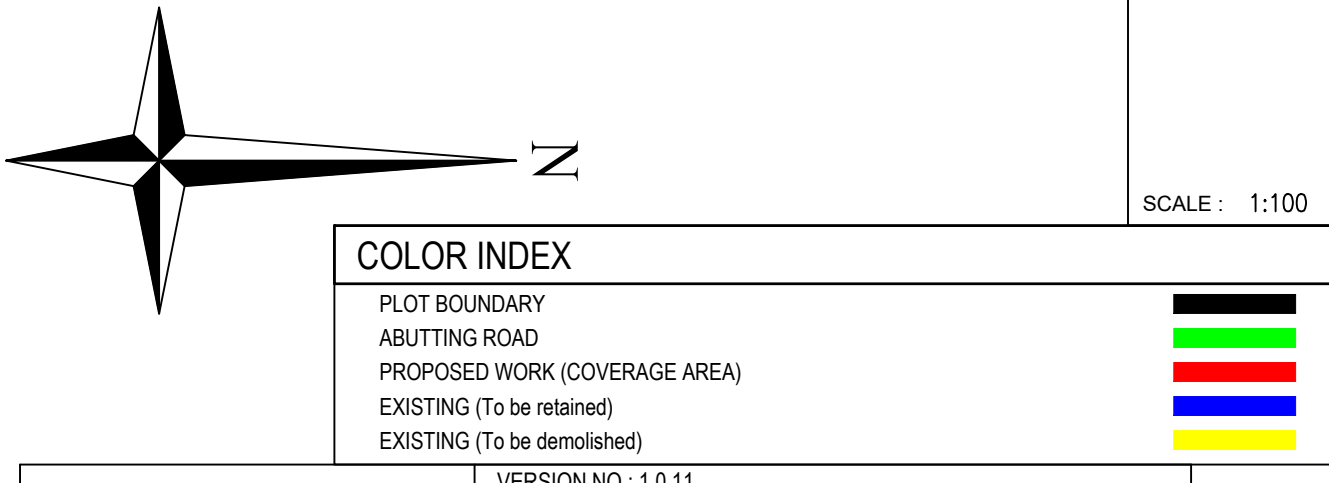 N
SCALE : 1:100
COLOR INDEX
PLOT BOUNDARY
ABUTTING ROAD
PROPOSED WORK (COVERAGE AREA)
EXISTING (To be retained)
EXISTING (To be demolished)
VERSION NO.: 1.0.11